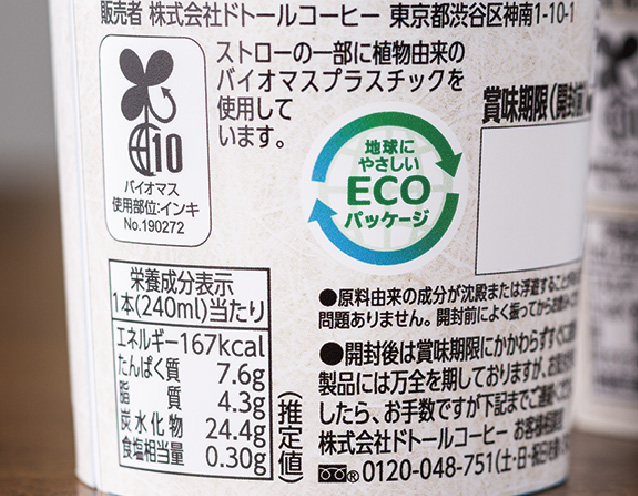 販売者 株式会社ドトールコーヒー 東京都渋谷区神南1-10-1
ストローの一部に植物由来の
バイオマスプラスチックを
使用して
います。
10
バイオマス
使用部位:インキ
No.190272
地球に
やさしい
ECO
パッケージ
賞味期限(開封前)
栄養成分表示
1本(240ml)当たり
エネルギー 167kcal
たんぱく質 7.6g
脂質 4.3g
炭水化物 24.4g
食塩相当量 0.30g
(推定値)
●原料由来の成分が沈殿または浮遊することが
問題ありません。開封前によく振ってから
●開封後は賞味期限にかかわらずすぐに
製品には万全を期しておりますが、
したら、お手数ですが下記までご連絡
株式会社ドトールコーヒー お客様相談室
0120-048-751(土・日・祝日